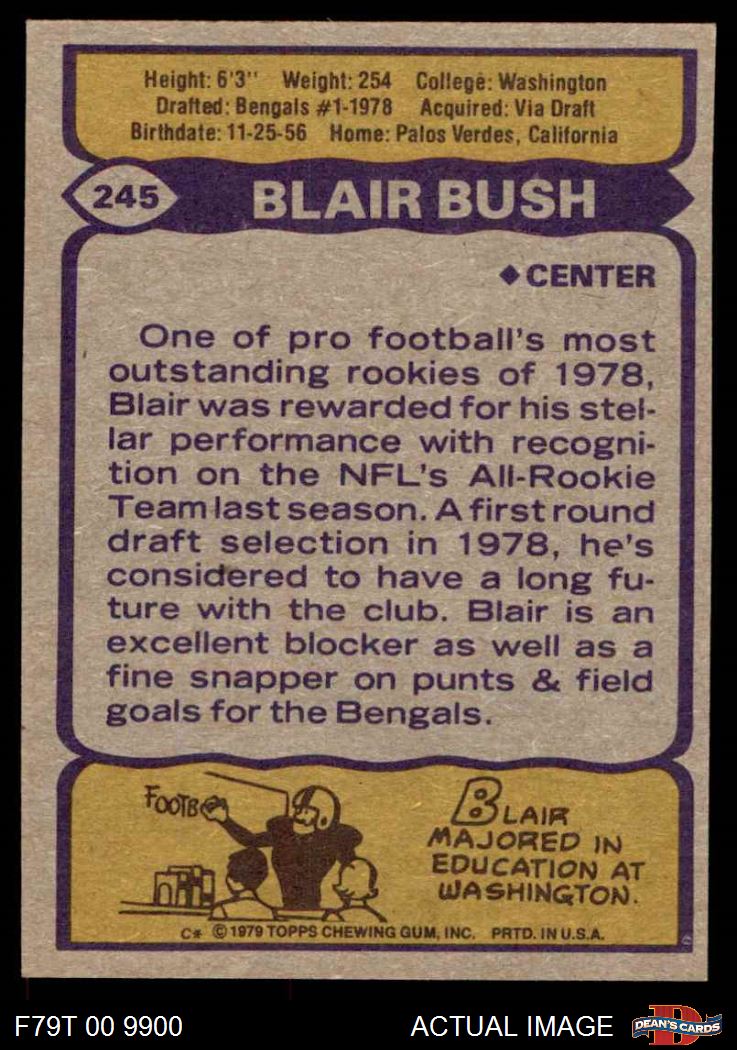 Height: 6'3" Weight: 254 College: Washington
Drafted: Bengals #1-1978 Acquired: Via Draft
Birthdate: 11-25-56 Home: Palos Verdes, California
245 BLAIR BUSH
◆CENTER
One of pro football's most
outstanding rookies of 1978,
Blair was rewarded for his stel-
lar performance with recogni-
tion on the NFL's All-Rookie
Team last season. A first round
draft selection in 1978, he's
considered to have a long fu-
ture with the club. Blair is an
excellent blocker as well as a
fine snapper on punts & field
goals for the Bengals.
FOOTB
BLAIR
MAJORED IN
EDUCATION AT
WASHINGTON.
C* © 1979 TOPPS CHEWING GUM, INC. PRTD. IN U.S.A.
F79T 00 9900 ACTUAL IMAGE DEAN'S CARDS